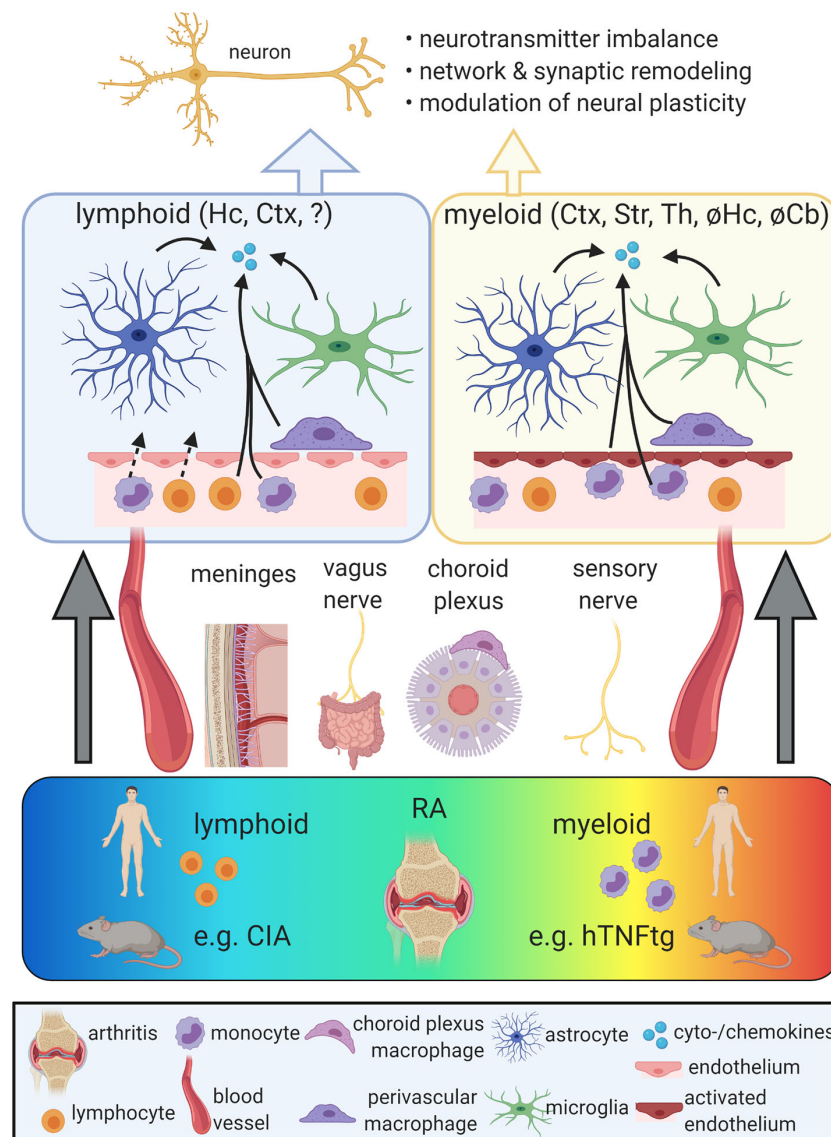 neuron
• neurotransmitter imbalance
• network & synaptic remodeling
• modulation of neural plasticity
lymphoid (Hc, Ctx, ?)
myeloid (Ctx, Str, Th, øHc, øCb)
meninges
vagus
nerve
choroid
plexus
sensory
nerve
lymphoid
RA
myeloid
e.g. CIA
e.g. hTNFtg
arthritis
monocyte
choroid plexus
macrophage
astrocyte
cyto-/chemokines
endothelium
lymphocyte
blood
vessel
perivascular
macrophage
microglia
activated
endothelium